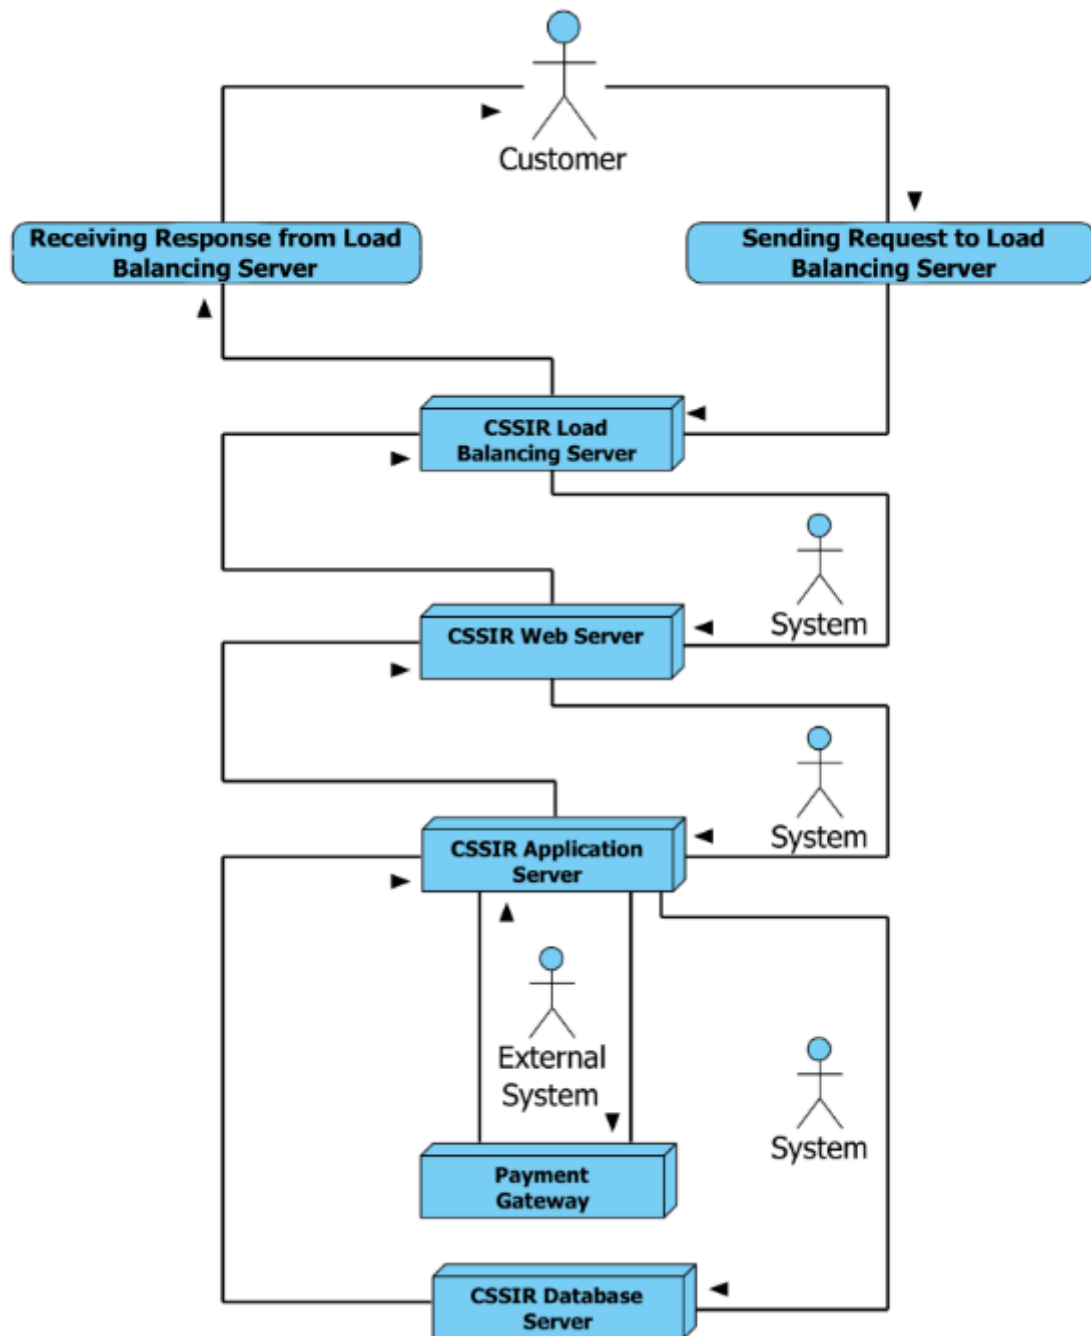 Customer
Receiving Response from Load
Balancing Server
Sending Request to Load
Balancing Server
CSSIR Load
Balancing Server
System
CSSIR Web Server
System
CSSIR Application
Server
External
System
System
Payment
Gateway
CSSIR Database
Server